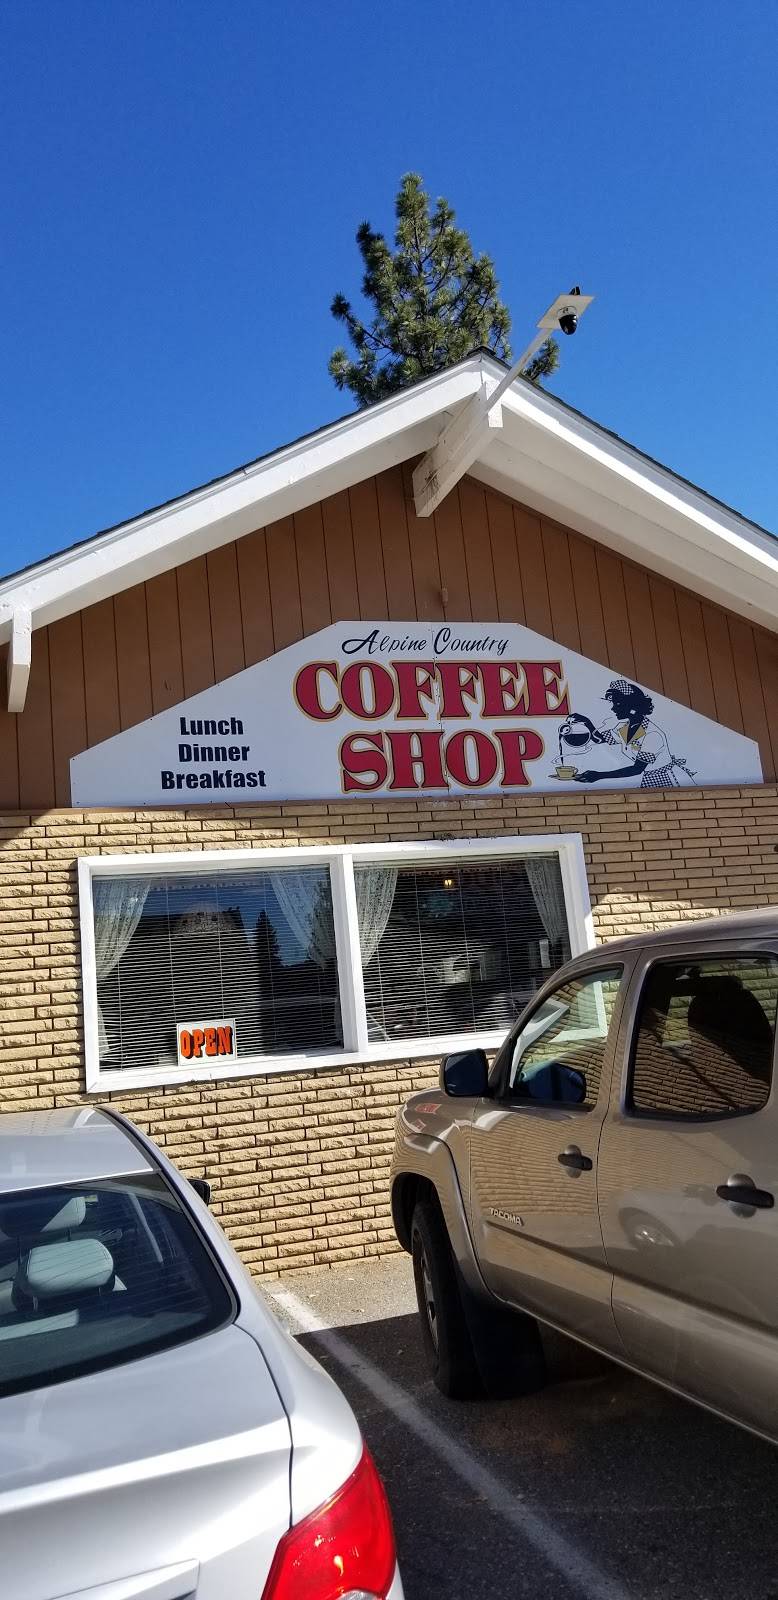 Alpine Country
COFFEE
SHOP
Lunch
Dinner
Breakfast
OPEN
TACOMA